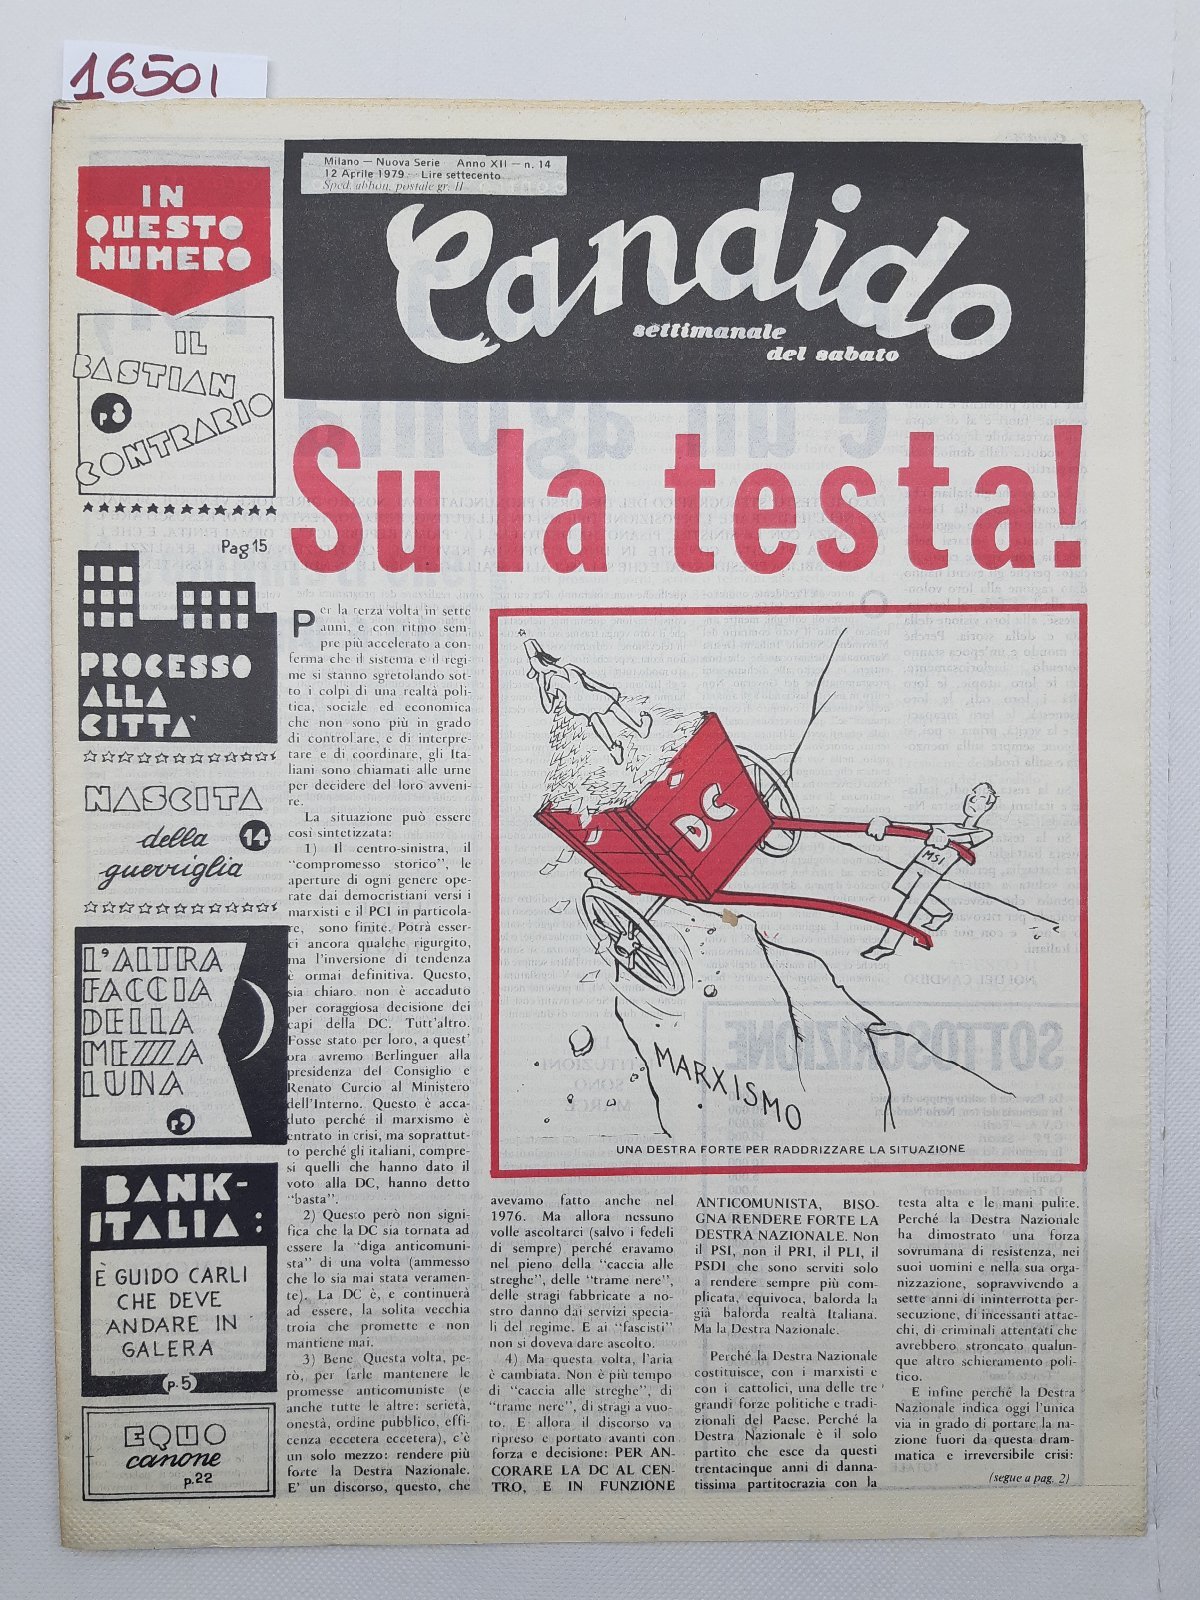 16501
Milano — Nuova Serie Anno XII — n. 14
12 Aprile 1979 Lire settecento
Sped. abbon. postale gr. II
Candido
settimanale
del sabato
IN
QUESTO
NUMERO
IL
BASTIAN
p8
CONTRARIO
Pag 15
PROCESSO
ALLA
CITTA'
NASCITA
della 14
guerriglia
L'ALTRA
FACCIA
DELLA
MEZZA
LUNA
BANK-
ITALIA:
È GUIDO CARLI
CHE DEVE
ANDARE IN
GALERA
p.5
EQUO
canone
p.22
Su la testa!
Per la terza volta in sette
anni, e con ritmo sem
pre più accelerato a con-
ferma che il sistema e il regi
me si stanno sgretolando sot-
to i colpi di una realtà poli-
tica, sociale ed economica
che non sono più in grado
di controllare, e di interpre-
tare e di coordinare, gli Ita-
liani sono chiamati alle urne
per decidere del loro avveni-
re.
La situazione può essere
così sintetizzata:
1) Il centro-sinistra, il
“compromesso storico”, le
aperture di ogni genere ope-
rate dai democristiani versi i
marxisti e il PCI in particola-
re, sono finite. Potrà esser-
ci ancora qualche rigurgito,
ma l'inversione di tendenza
è ormai definitiva. Questo,
sia chiaro. non è accaduto
per coraggiosa decisione dei
capi della DC. Tutt'altro.
Fosse stato per loro, a quest'
ora avremo Berlinguer alla
presidenza del Consiglio e
Renato Curcio al Ministero
dell'Interno. Questo è acca-
duto perché il marxismo è
entrato in crisi, ma soprattut-
to perché gli italiani, compre-
si quelli che hanno dato il
voto alla DC, hanno detto
“basta”.
2) Questo però non signi-
fica che la DC sia tornata ad
essere la “diga anticomuni-
sta” di una volta (ammesso
che lo sia mai stata veramen-
te). La DC è, e continuerà
ad essere, la solita vecchia
troia che promette e non
mantiene mai.
3) Bene. Questa volta, pe-
rò, per farle mantenere le
promesse anticomuniste (e
anche tutte le altre: serietà,
onestà, ordine pubblico, effi-
cenza eccetera eccetera), c'è
un solo mezzo: rendere più
forte la Destra Nazionale.
E' un discorso, questo, che
DC
MSI
MARXISMO
UNA DESTRA FORTE PER RADDRIZZARE LA SITUAZIONE
avevamo fatto anche nel
1976. Ma allora nessuno
volle ascoltarci (salvo i fedeli
di sempre) perché eravamo
nel pieno della “caccia alle
streghe”, delle “trame nere”,
delle stragi fabbricate a no-
stro danno dai servizi specia-
li del regime. E ai “fascisti”
non si doveva dare ascolto.
4) Ma questa volta, l'aria
è cambiata. Non è più tempo
di “caccia alle streghe”, di
“trame nere”, di stragi a vuo-
to. E allora il discorso va
ripreso e portato avanti con
forza e decisione: PER AN-
CORARE LA DC AL CEN-
TRO, E IN FUNZIONE
ANTICOMUNISTA, BISO-
GNA RENDERE FORTE LA
DESTRA NAZIONALE. Non
il PSI, non il PRI, il PLI, il
PSDI che sono serviti solo
a rendere sempre più com-
plicata, equivoca, balorda la
già balorda realtà Italiana.
Ma la Destra Nazionale.
Perché la Destra Nazionale
costituisce, con i marxisti e
con i cattolici, una delle tre
grandi forze politiche e tradi-
zionali del Paese. Perché la
Destra Nazionale è il solo
partito che esce da questi
trentacinque anni di danna-
tissima partitocrazia con la
testa alta e le mani pulite.
Perché la Destra Nazionale
ha dimostrato una forza
sovrumana di resistenza, nei
suoi uomini e nella sua orga-
nizzazione, sopravvivendo a
sette anni di ininterrotta per-
secuzione, di incessanti attac-
chi, di criminali attentati che
avrebbero stroncato qualun-
que altro schieramento poli-
tico.
E infine perchè la Destra
Nazionale indica oggi l'unica
via in grado di portare la na-
zione fuori da questa dram-
matica e irreversibile crisi:
(segue a pag. 2)